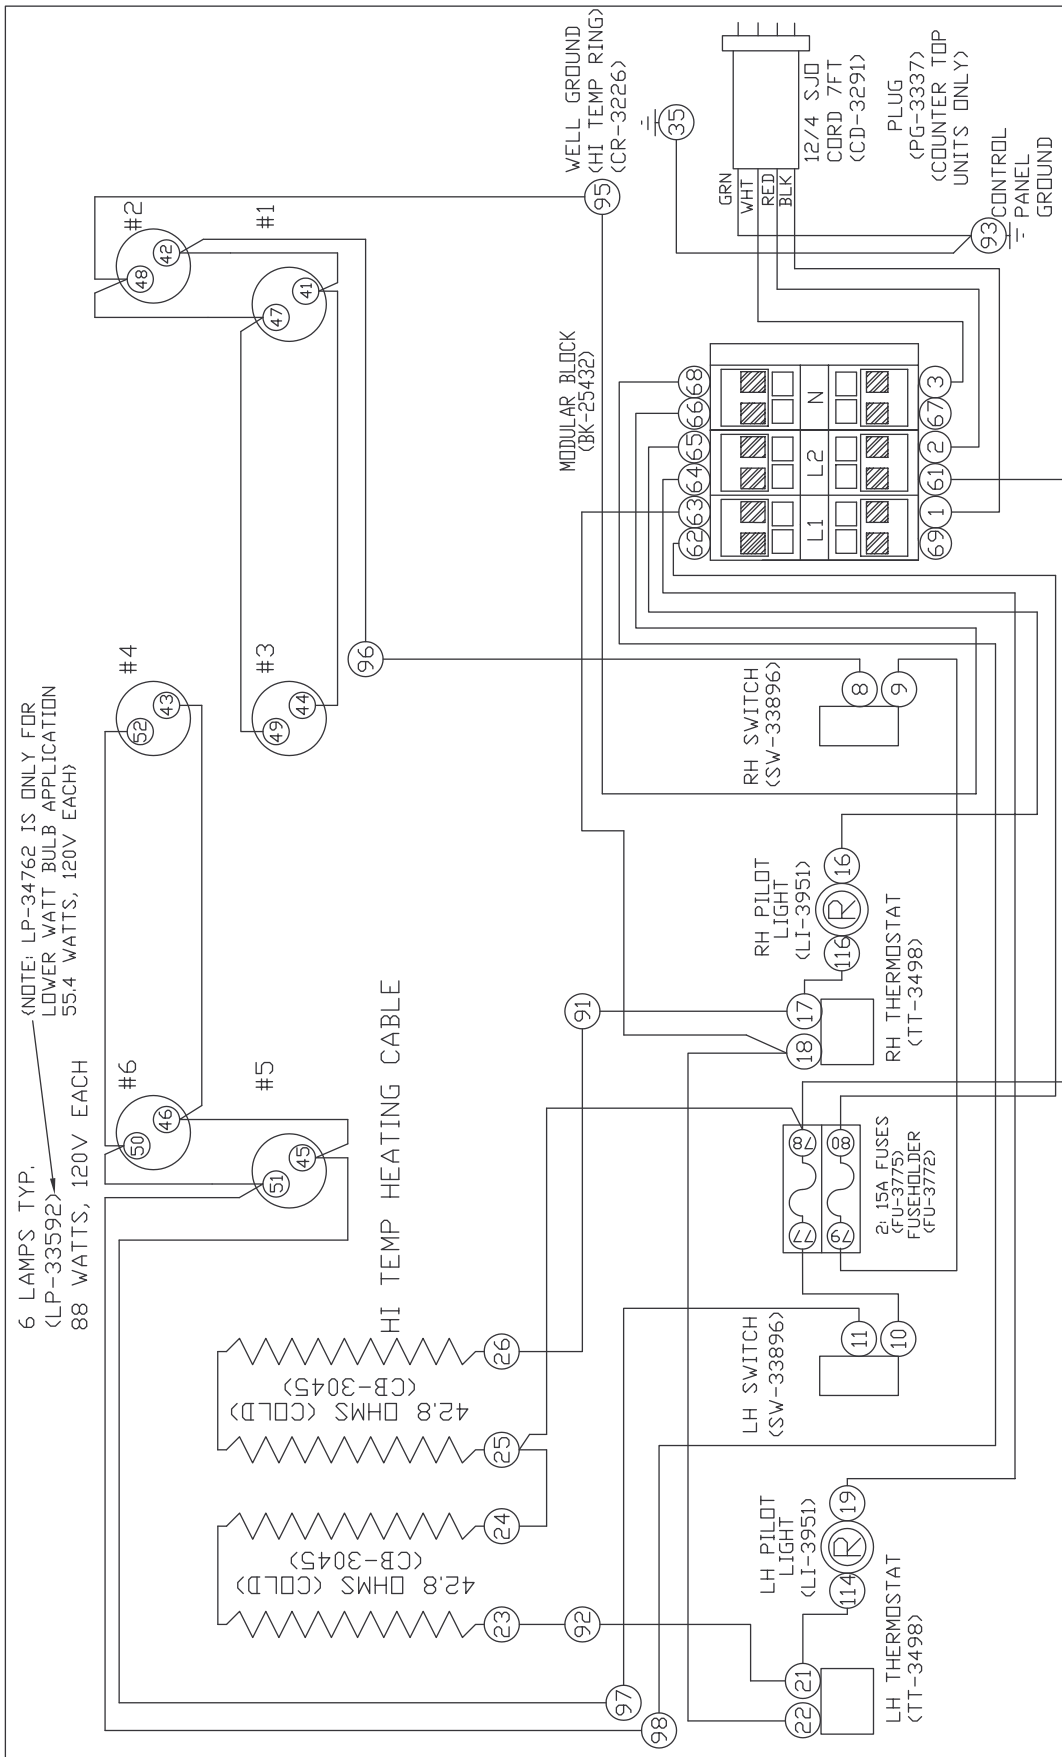 6 LAMPS TYP.
(LP-33592)
88 WATTS, 120V EACH
(NOTE: LP-34762 IS ONLY FOR
LOWER WATT BULB APPLICATION
55.4 WATTS, 120V EACH)
#6
50
46
#5
51
45
#4
52
43
#3
49
44
#2
48
42
#1
47
41
96
WELL GROUND
(HI TEMP RING)
(CR-3226)
95
35
HI TEMP HEATING CABLE
42.8 OHMS (COLD)
(CB-3045)
42.8 OHMS (COLD)
(CB-3045)
23
24
25
26
92
91
97
98
MODULAR BLOCK
(BK-25432)
62
63
64
65
66
68
L1
L2
N
69
1
61
2
67
3
GRN
WHT
RED
BLK
12/4 SJO
CORD 7FT
(CD-3291)
PLUG
(PG-3337)
(COUNTER TOP
UNITS ONLY)
93
CONTROL
PANEL
GROUND
LH PILOT
LIGHT
(LI-3951)
114
R
19
22
21
LH THERMOSTAT
(TT-3498)
LH SWITCH
(SW-33896)
11
10
77
78
79
80
2: 15A FUSES
(FU-3775)
FUSEHOLDER
(FU-3772)
RH PILOT
LIGHT
(LI-3951)
116
R
16
18
17
RH THERMOSTAT
(TT-3498)
RH SWITCH
(SW-33896)
8
9